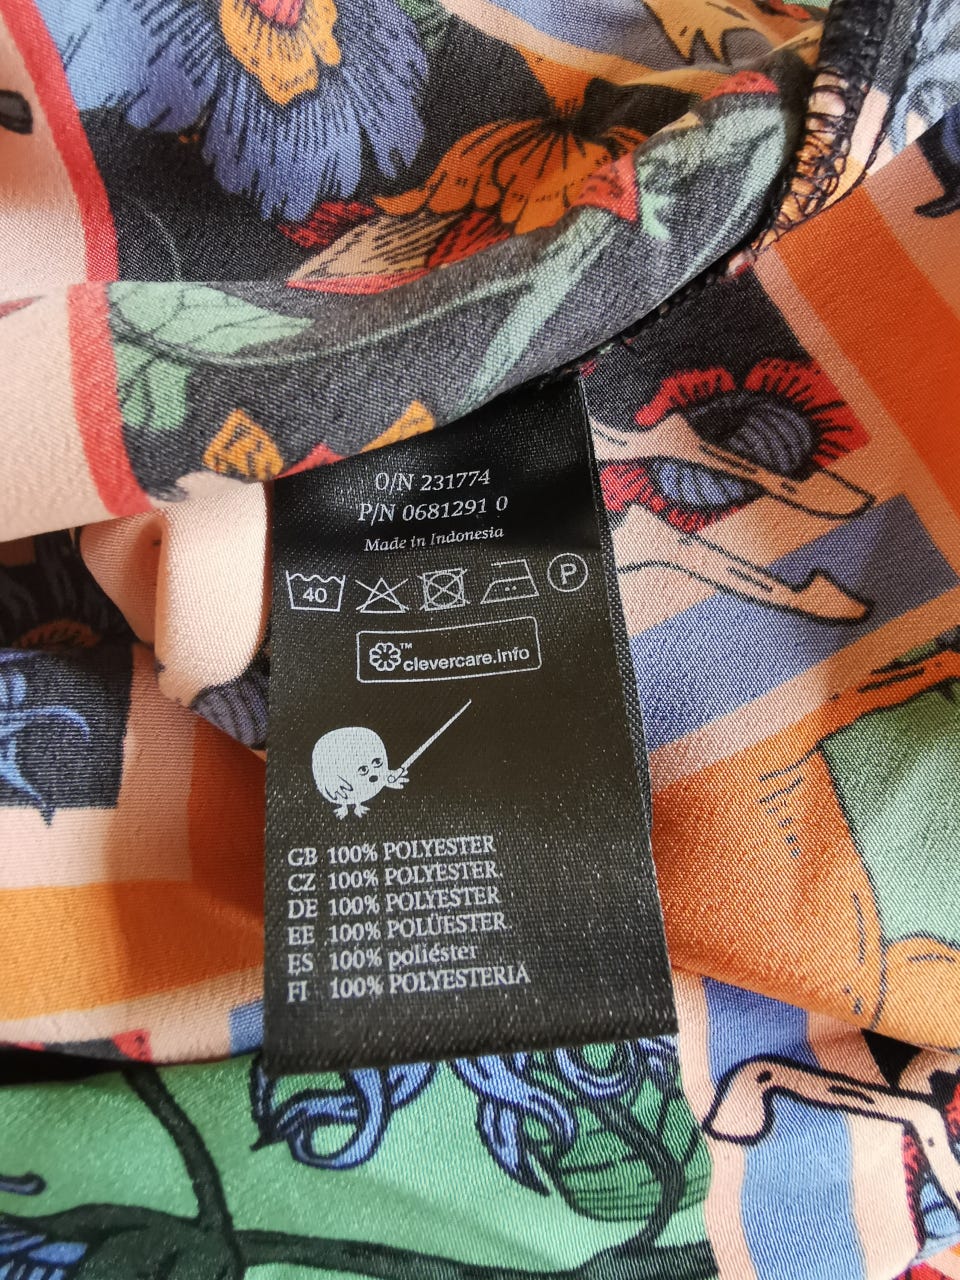 O/N 231774
P/N 0681291 0
Made in Indonesia
40 P
™ clevercare.info
GB 100% POLYESTER
CZ 100% POLYESTER
DE 100% POLYESTER
EE 100% POLÜESTER
ES 100% poliéster
FI 100% POLYESTERIA